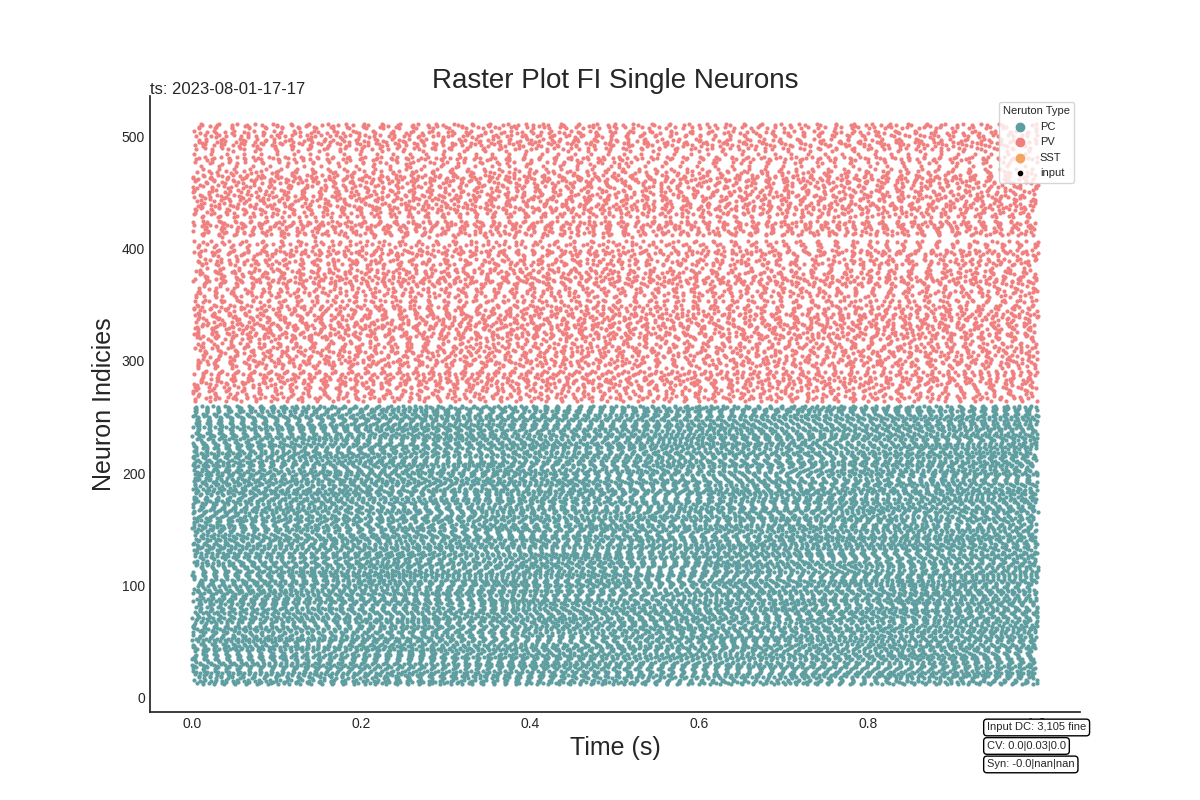 Raster Plot FI Single Neurons
ts: 2023-08-01-17-17
Neruton Type
PC
PV
SST
input
500
400
300
200
100
0
Neuron Indicies
0.0
0.2
0.4
0.6
0.8
Time (s)
Input DC: 3,105 fine
CV: 0.0|0.03|0.0
Syn: -0.0|nan|nan